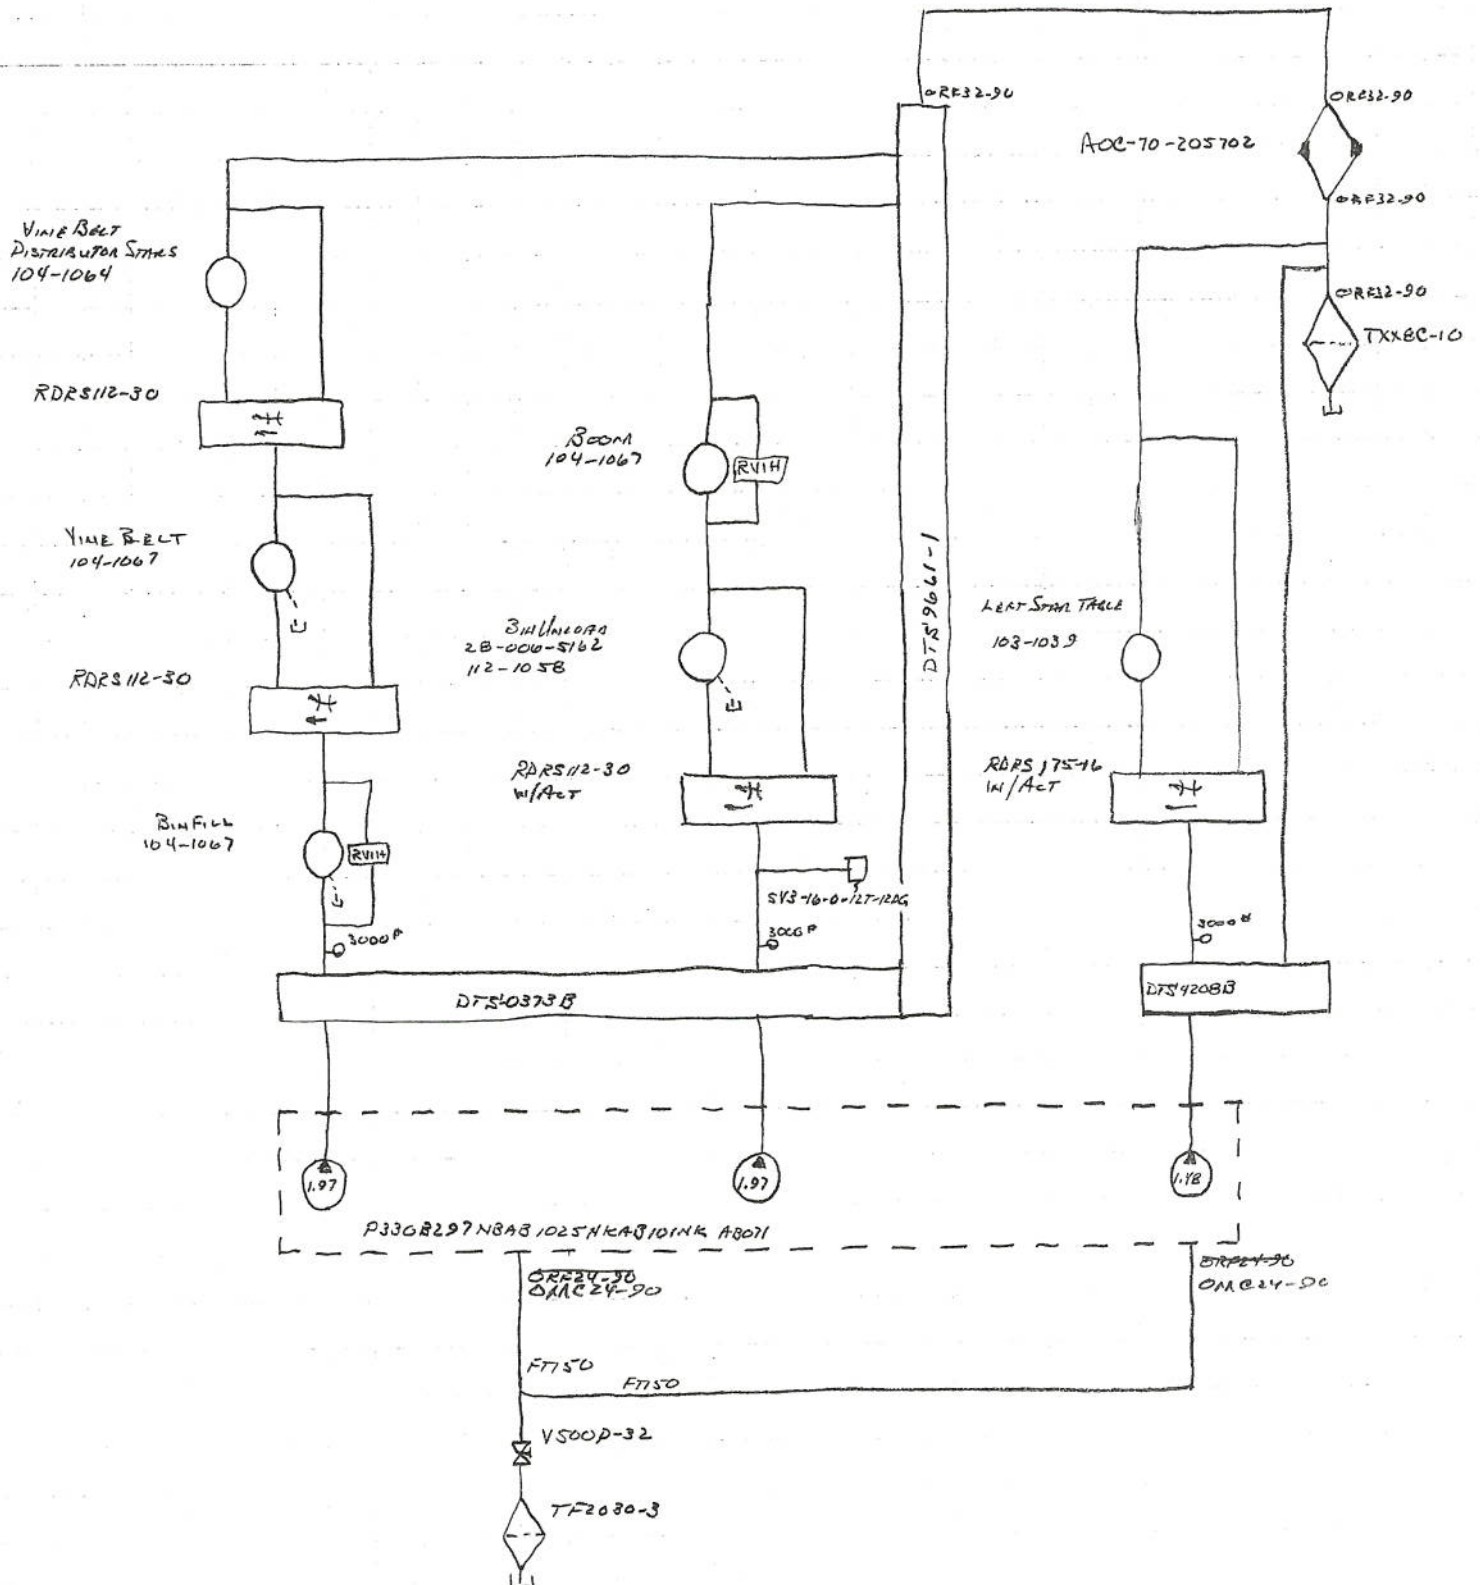 ORF32-90
ORF32-90
AOC-70-205702
ORF32-90
VINE BELT
DISTRIBUTOR STARS
104-1064
ORF32-90
TXXBC-10
RDRS112-30
BOOM
104-1067
RV1H
VINE BELT
104-1067
DTS9661-1
LEFT STAR TABLE
103-1039
BIN UNLOAD
2B-006-5162
112-1058
RDRS112-30
RDRS112-30
W/ACT
RDRS175-16
W/ACT
BIN FILL
104-1067
RV1H
SV3-16-0-12T-12DG
3000#
3000#
3000#
DTS0373B
DTS4208B
1.97
1.97
1.48
P330B297NBAB1025NKAB101NK AB071
ORF24-90
OMC24-90
ORF24-90
OMC24-90
FT150
FT150
V500P-32
TF2030-3